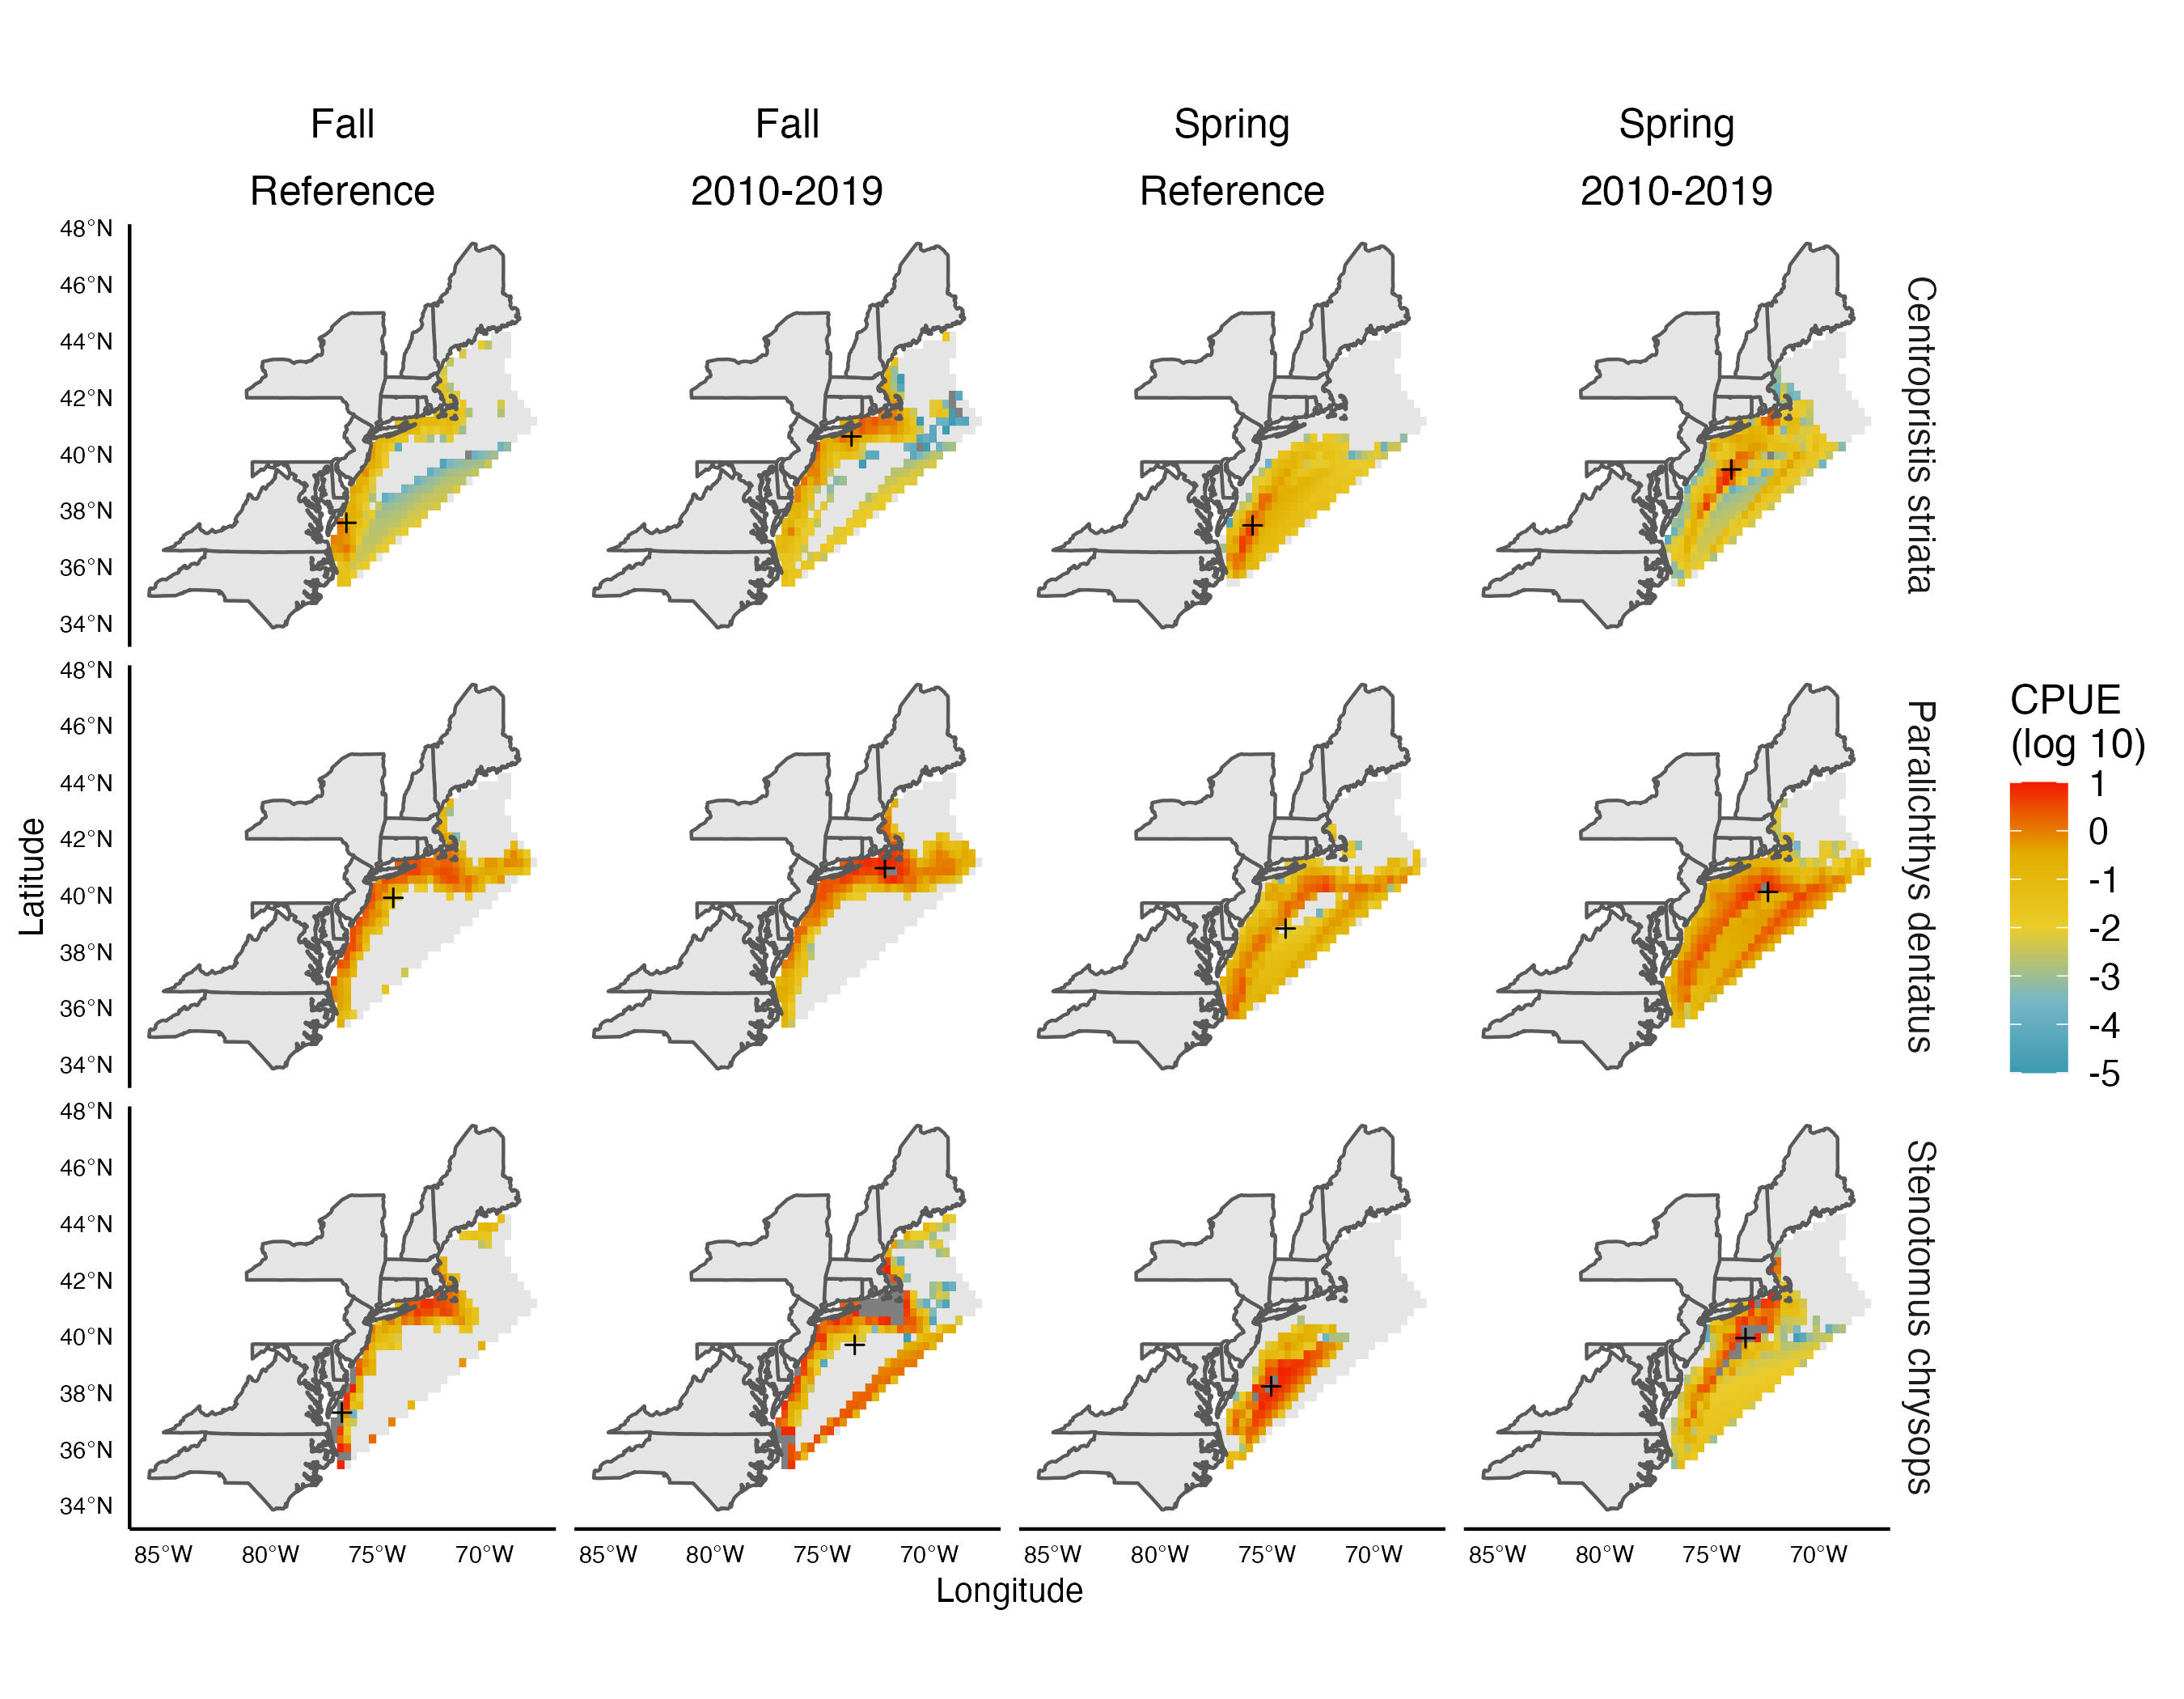 Fall
Fall
Spring
Spring
Reference
2010-2019
Reference
2010-2019
48°N
46°N
44°N
42°N
40°N
38°N
36°N
34°N
Centropristis striata
48°N
46°N
44°N
42°N
40°N
38°N
36°N
34°N
Paralichthys dentatus
48°N
46°N
44°N
42°N
40°N
38°N
36°N
34°N
Stenotomus chrysops
Latitude
85°W
80°W
75°W
70°W
85°W
80°W
75°W
70°W
85°W
80°W
75°W
70°W
85°W
80°W
75°W
70°W
Longitude
CPUE
(log 10)
1
0
-1
-2
-3
-4
-5